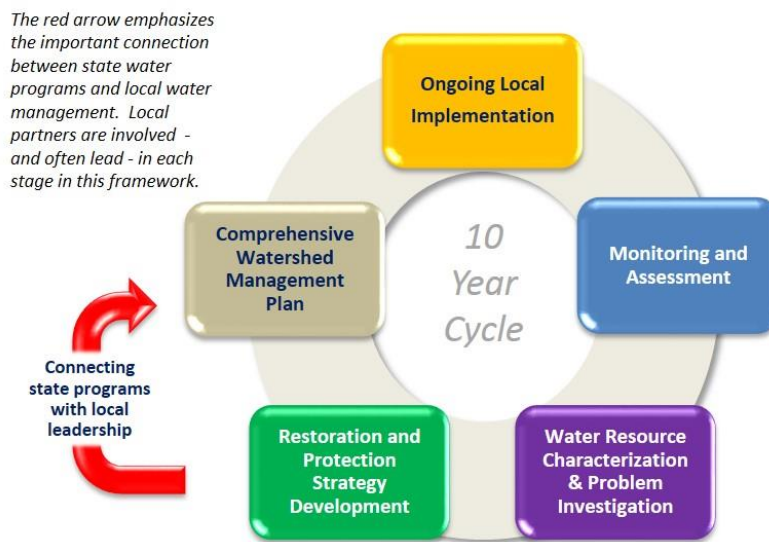 The red arrow emphasizes
the important connection
between state water
programs and local water
management.  Local
partners are involved  -
and often lead - in each
stage in this framework.
Ongoing Local
Implementation
Comprehensive
Watershed
Management
Plan
10
Year
Cycle
Monitoring and
Assessment
Connecting
state programs
with local
leadership
Restoration and
Protection
Strategy
Development
Water Resource
Characterization
& Problem
Investigation